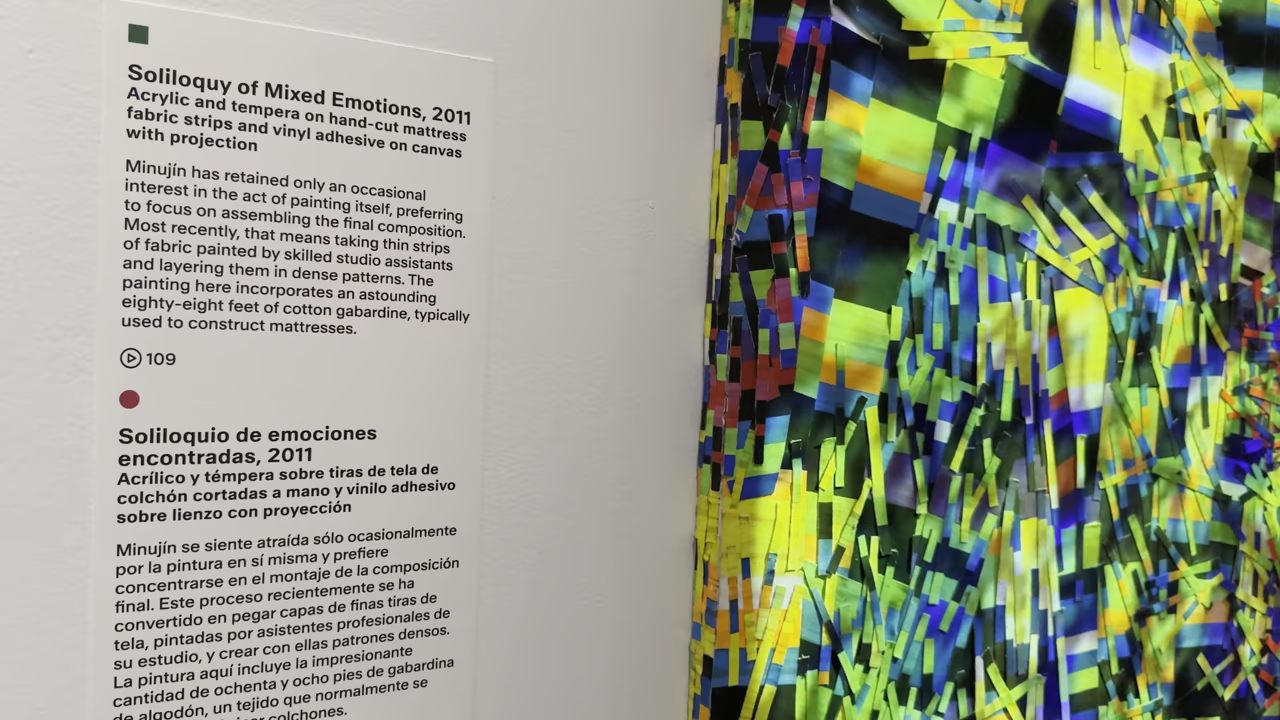 Soliloquy of Mixed Emotions, 2011
Acrylic and tempera on hand-cut mattress
fabric strips and vinyl adhesive on canvas
with projection
Minujín has retained only an occasional
interest in the act of painting itself, preferring
to focus on assembling the final composition.
Most recently, that means taking thin strips
of fabric painted by skilled studio assistants
and layering them in dense patterns. The
painting here incorporates an astounding
eighty-eight feet of cotton gabardine, typically
used to construct mattresses.
109
Soliloquio de emociones
encontradas, 2011
Acrílico y témpera sobre tiras de tela de
colchón cortadas a mano y vinilo adhesivo
sobre lienzo con proyección
Minujín se siente atraída sólo ocasionalmente
por la pintura en sí misma y prefiere
concentrarse en el montaje de la composición
final. Este proceso recientemente se ha
convertido en pegar capas de finas tiras de
tela, pintadas por asistentes profesionales de
su estudio, y crear con ellas patrones densos.
La pintura aquí incluye la impresionante
cantidad de ochenta y ocho pies de gabardina
de algodón, un tejido que normalmente se
colchones.